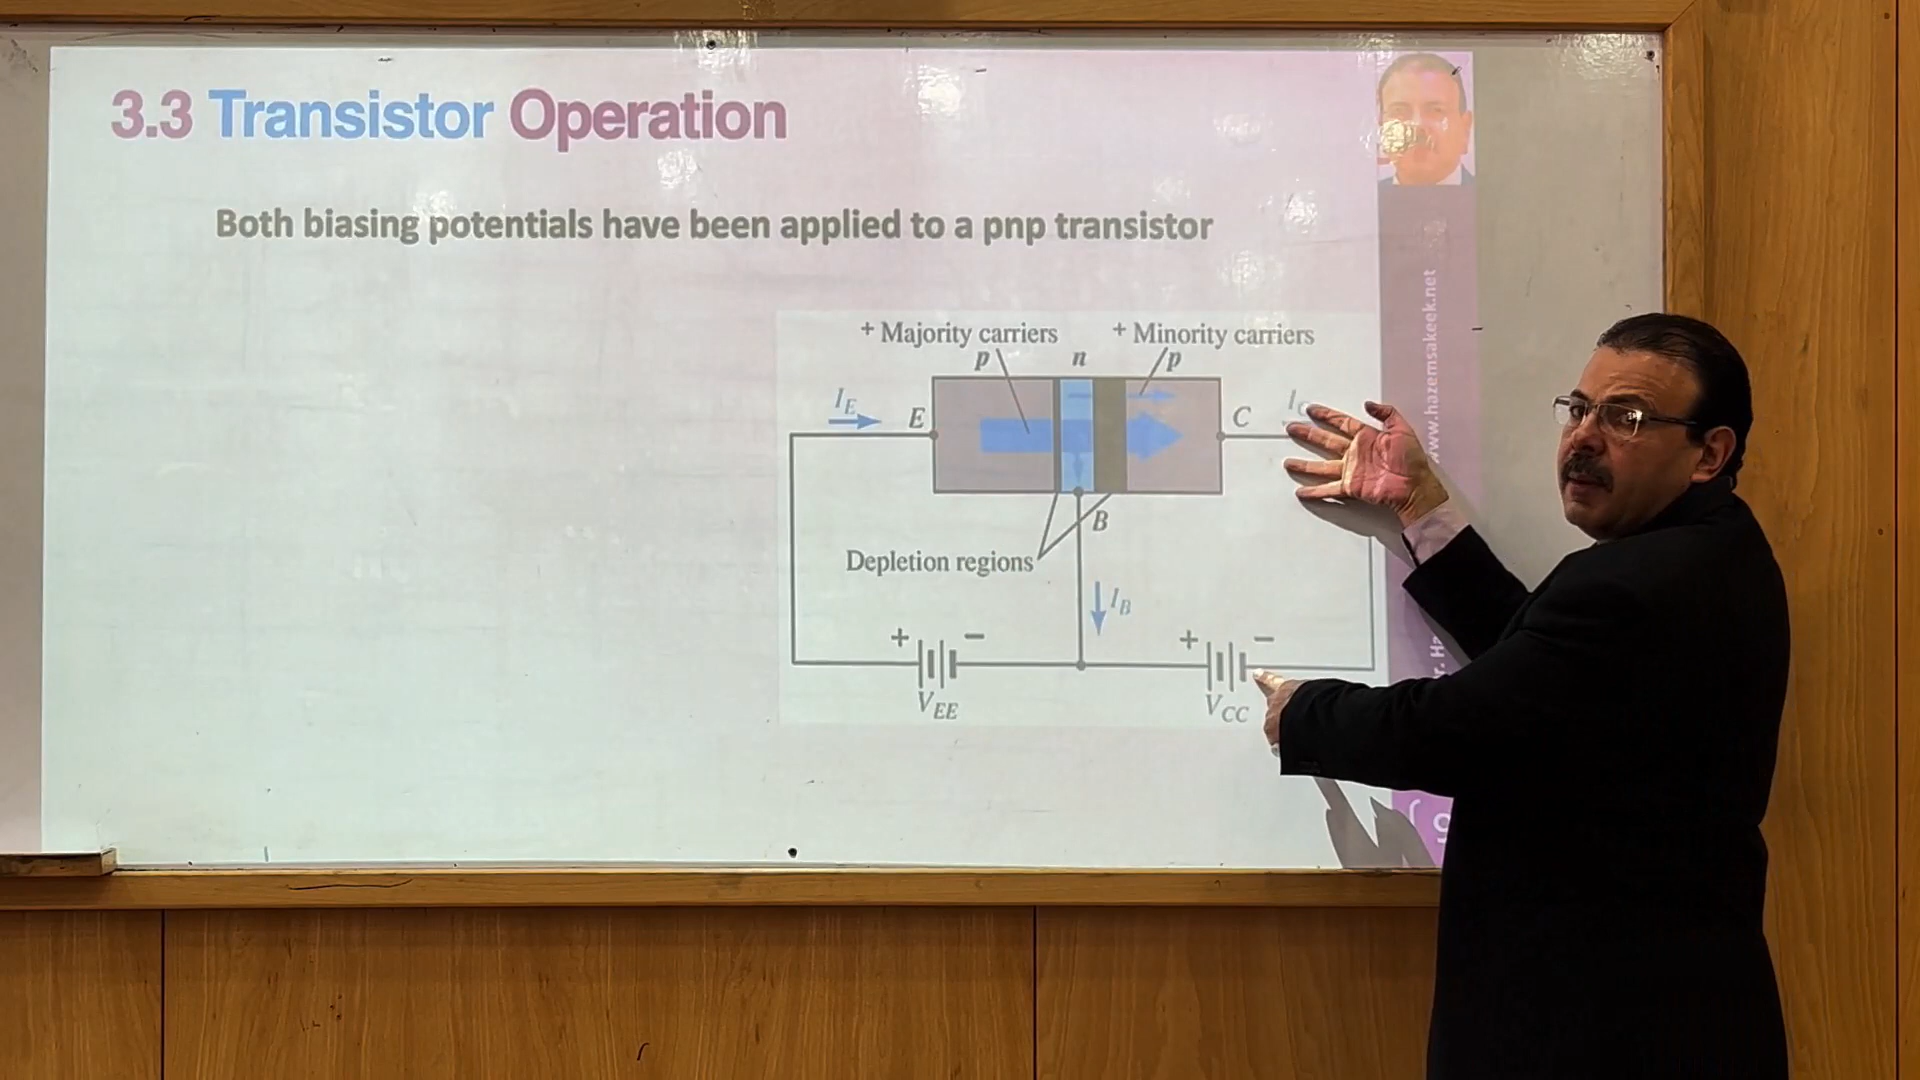 3.3 Transistor Operation
Both biasing potentials have been applied to a pnp transistor
+ Majority carriers
+ Minority carriers
p
n
p
I_E
E
C
B
Depletion regions
I_B
+
−
+
−
V_EE
V_CC
www.hazemsakeek.net